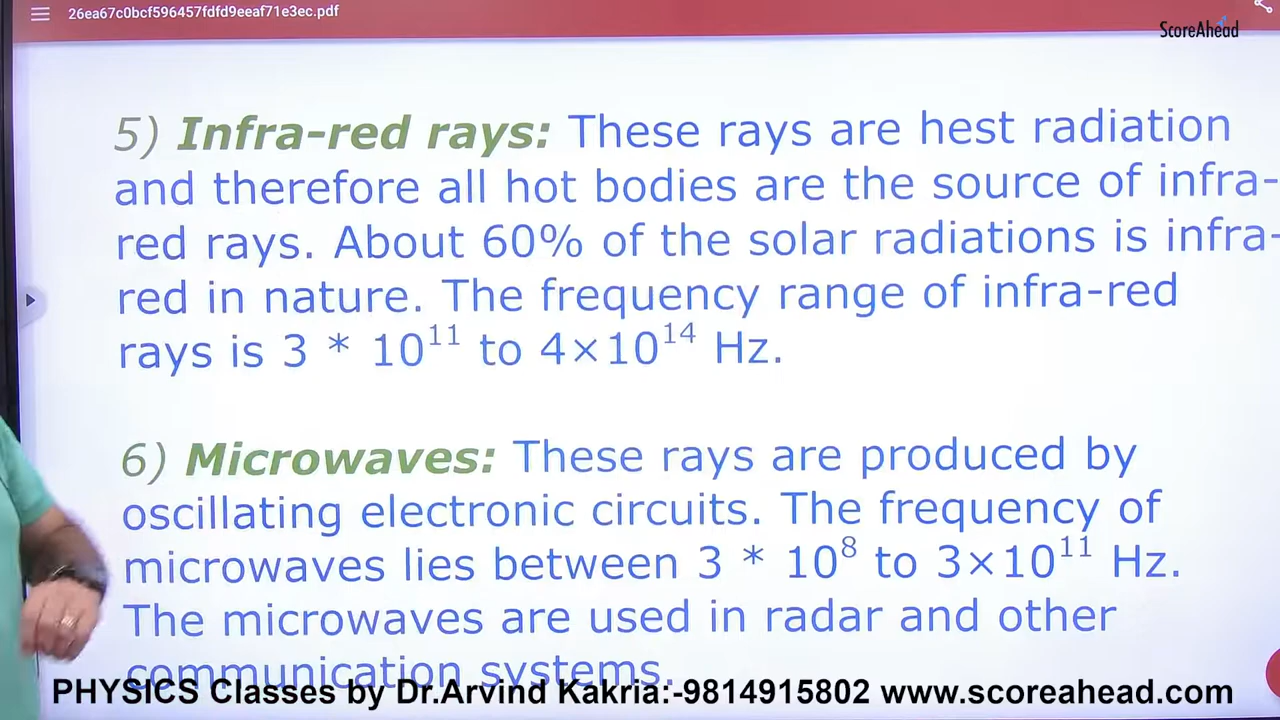 26ea67c0bcf596457fdfd9eeaf71e3ec.pdf
ScoreAhead
5) Infra-red rays: These rays are hest radiation
and therefore all hot bodies are the source of infra-
red rays. About 60% of the solar radiations is infra-
red in nature. The frequency range of infra-red
rays is 3 * 10¹¹ to 4×10¹⁴ Hz.
6) Microwaves: These rays are produced by
oscillating electronic circuits. The frequency of
microwaves lies between 3 * 10⁸ to 3×10¹¹ Hz.
The microwaves are used in radar and other
communication systems.
PHYSICS Classes by Dr.Arvind Kakria:-9814915802 www.scoreahead.com